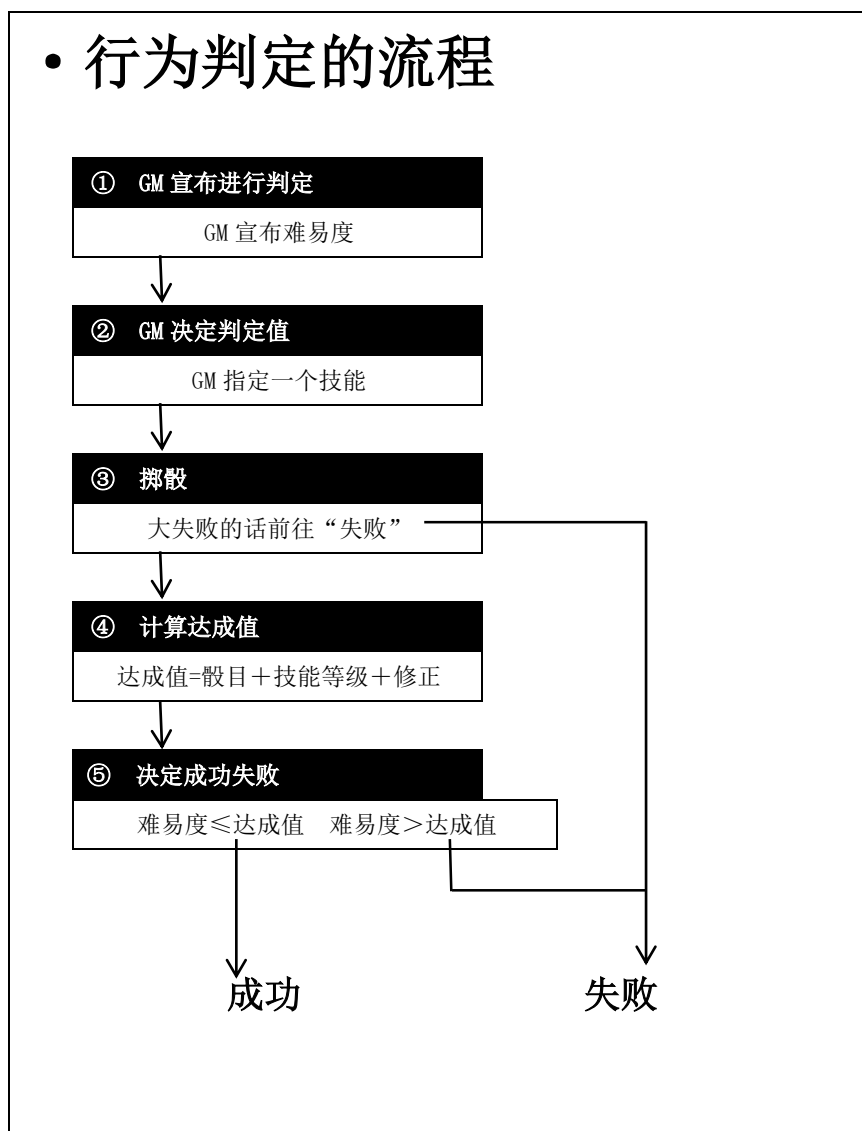 • 行为判定的流程
① GM 宣布进行判定
GM 宣布难易度
② GM 决定判定值
GM 指定一个技能
③ 掷骰
大失败的话前往“失败”
④ 计算达成值
达成值=骰目＋技能等级＋修正
⑤ 决定成功失败
难易度≤达成值　难易度＞达成值
成功
失败